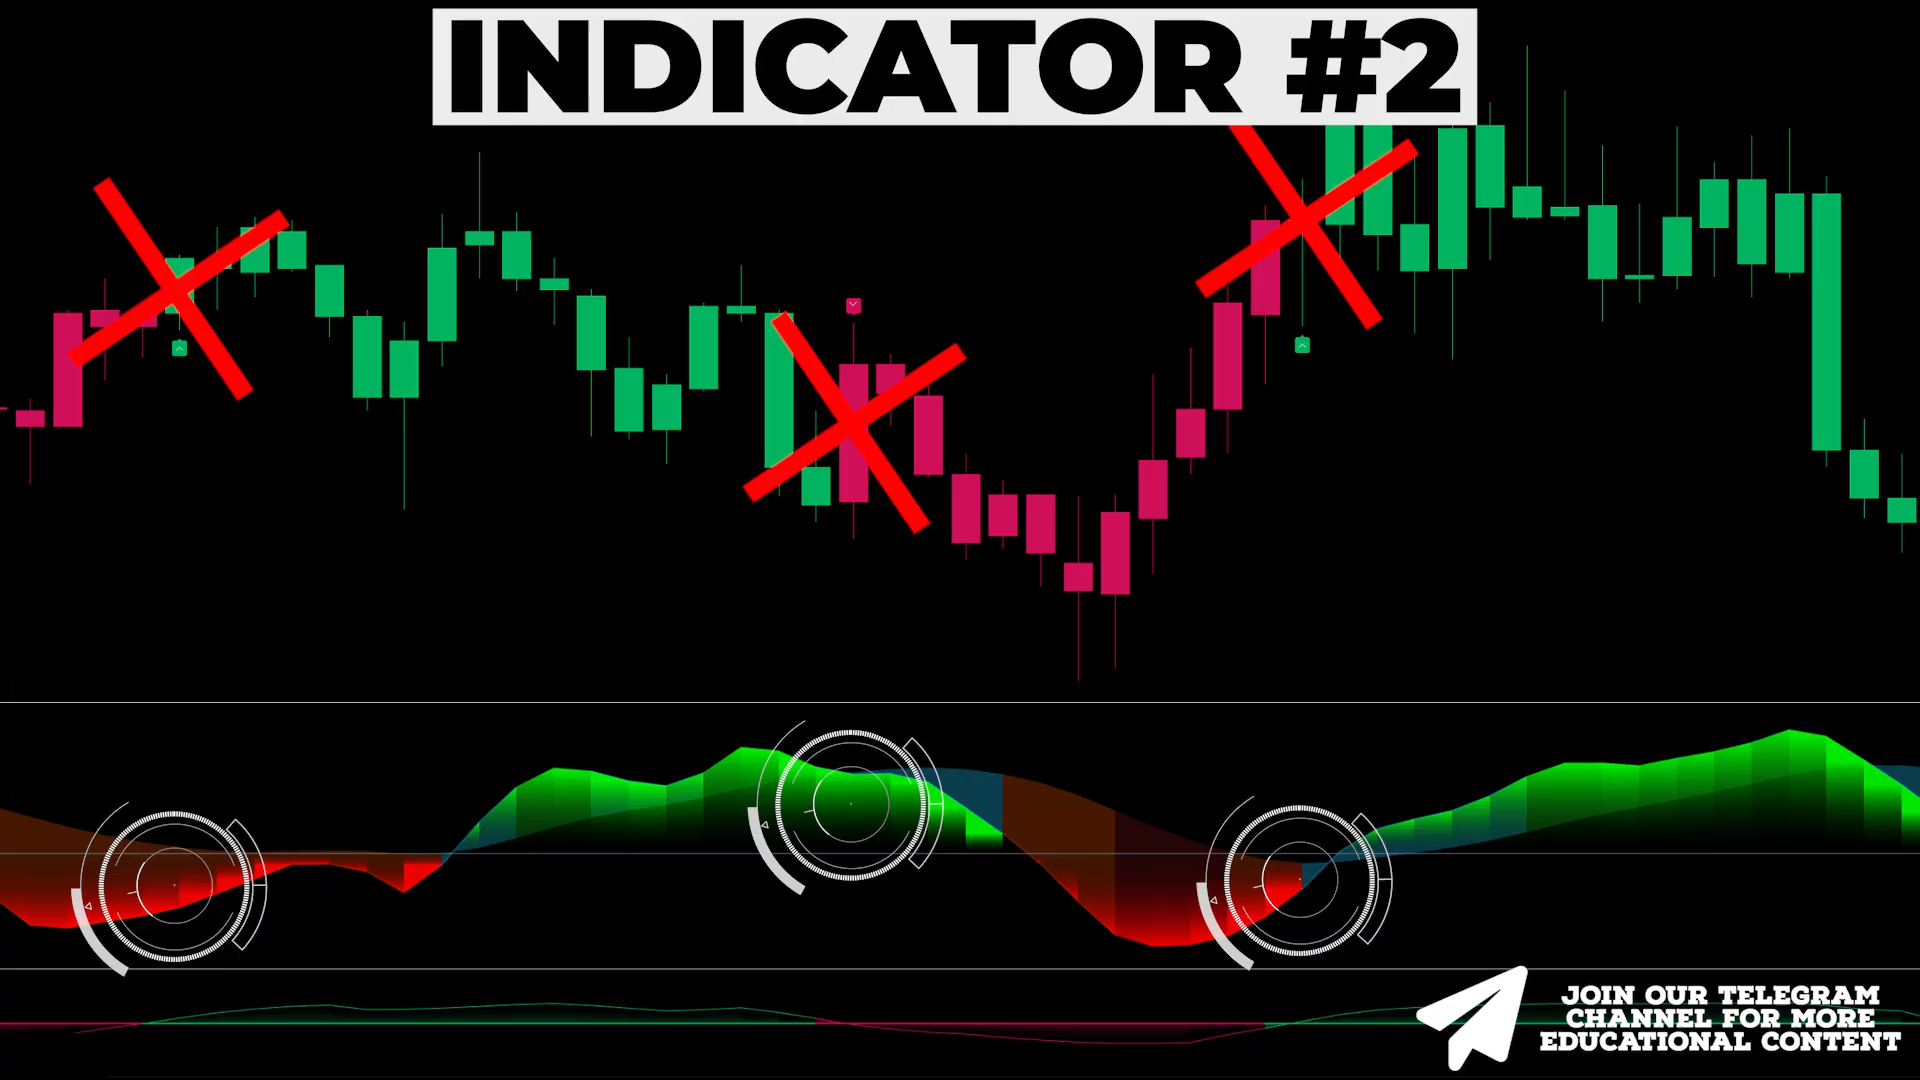 INDICATOR #2
JOIN OUR TELEGRAM
CHANNEL FOR MORE
EDUCATIONAL CONTENT